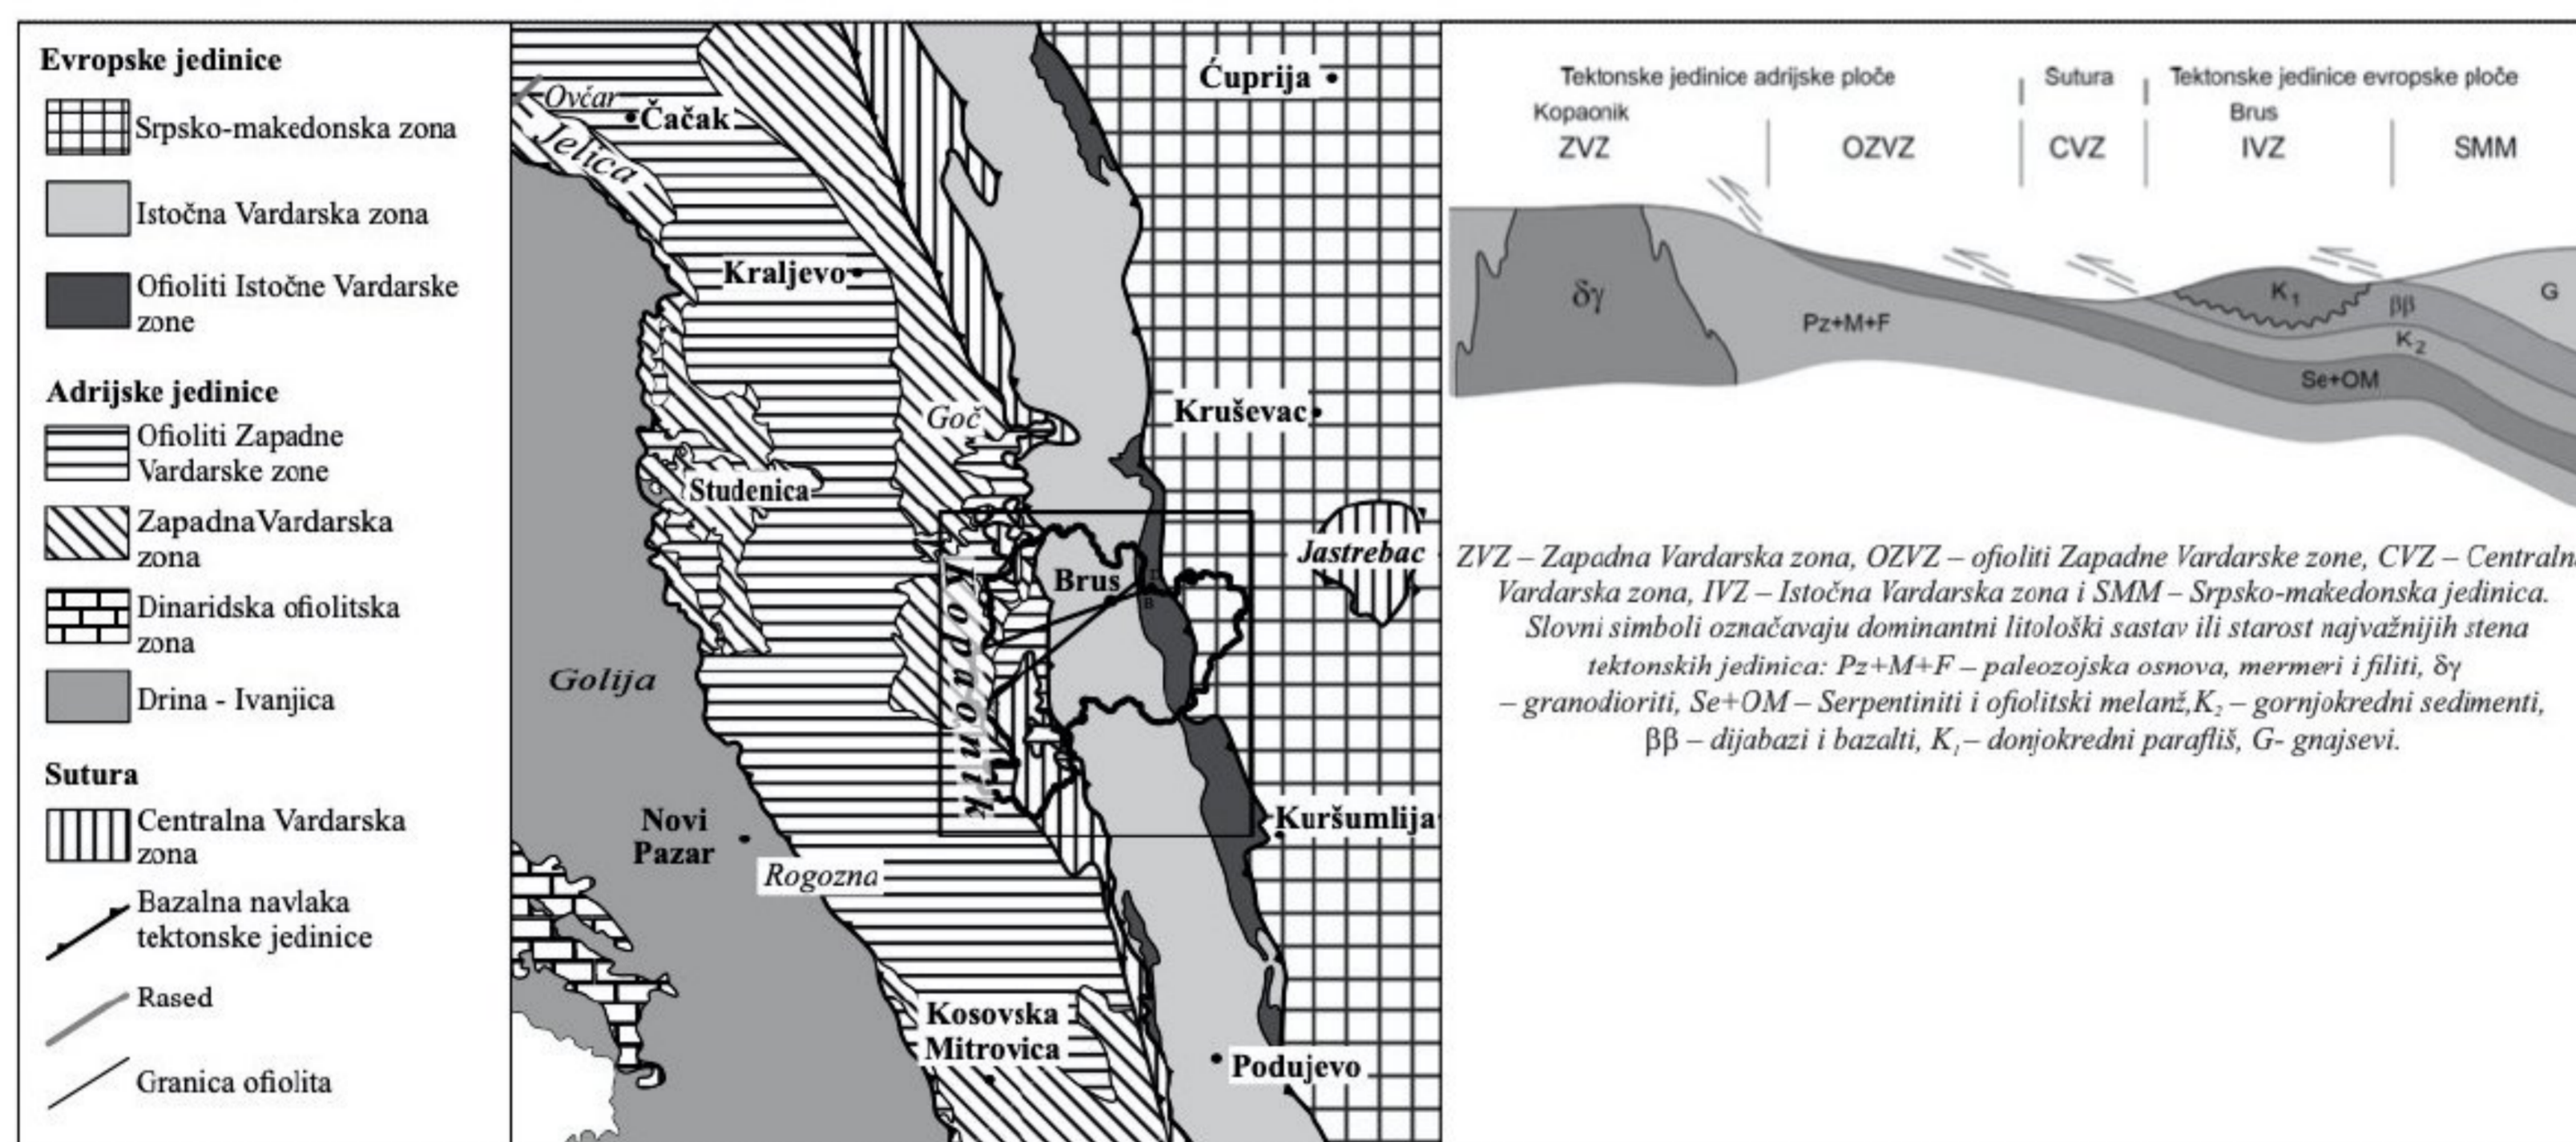 Evropske jedinice
Srpsko-makedonska zona
Istočna Vardarska zona
Ofioliti Istočne Vardarske
zone
Adrijske jedinice
Ofioliti Zapadne
Vardarske zone
ZapadnaVardarska
zona
Dinaridska ofiolitska
zona
Drina - Ivanjica
Sutura
Centralna Vardarska
zona
Bazalna navlaka
tektonske jedinice
Rased
Granica ofiolita
Ovčar
Čačak
Jelica
Ćuprija
Kraljevo
Goč
Kruševac
Studenica
Jastrebac
Brus
B
Kopaonik
Golija
Novi
Pazar
Rogozna
Kuršumlija
Kosovska
Mitrovica
Podujevo
Tektonske jedinice adrijske ploče
Sutura
Tektonske jedinice evropske ploče
Kopaonik
Brus
ZVZ
OZVZ
CVZ
IVZ
SMM
δγ
Pz+M+F
K1
ββ
G
K2
Se+OM
ZVZ – Zapadna Vardarska zona, OZVZ – ofioliti Zapadne Vardarske zone, CVZ – Centraln
Vardarska zona, IVZ – Istočna Vardarska zona i SMM – Srpsko-makedonska jedinica.
Slovni simboli označavaju dominantni litološki sastav ili starost najvažnijih stena
tektonskih jedinica: Pz+M+F – paleozojska osnova, mermeri i filiti, δγ
– granodioriti, Se+OM – Serpentiniti i ofiolitski melanž,K2 – gornjokredni sedimenti,
ββ – dijabazi i bazalti, K1– donjokredni parafliš, G- gnajsevi.